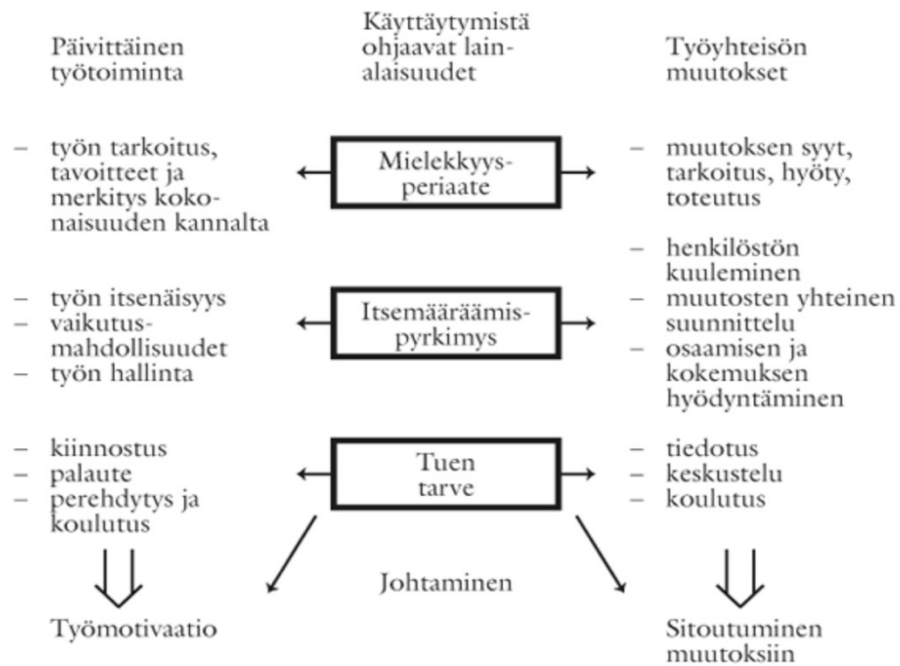 Päivittäinen
työtoiminta
Käyttäytymistä
ohjaavat lain-
alaisuudet
Työyhteisön
muutokset
– työn tarkoitus,
tavoitteet ja
merkitys koko-
naisuuden kannalta
Mielekkyys-
periaate
– muutoksen syyt,
tarkoitus, hyöty,
toteutus
– työn itsenäisyys
– vaikutus-
mahdollisuudet
– työn hallinta
Itsemääräämis-
pyrkimys
– henkilöstön
kuuleminen
– muutosten yhteinen
suunnittelu
– osaamisen ja
kokemuksen
hyödyntäminen
– kiinnostus
– palaute
– perehdytys ja
koulutus
Tuen
tarve
– tiedotus
– keskustelu
– koulutus
Johtaminen
Työmotivaatio
Sitoutuminen
muutoksiin